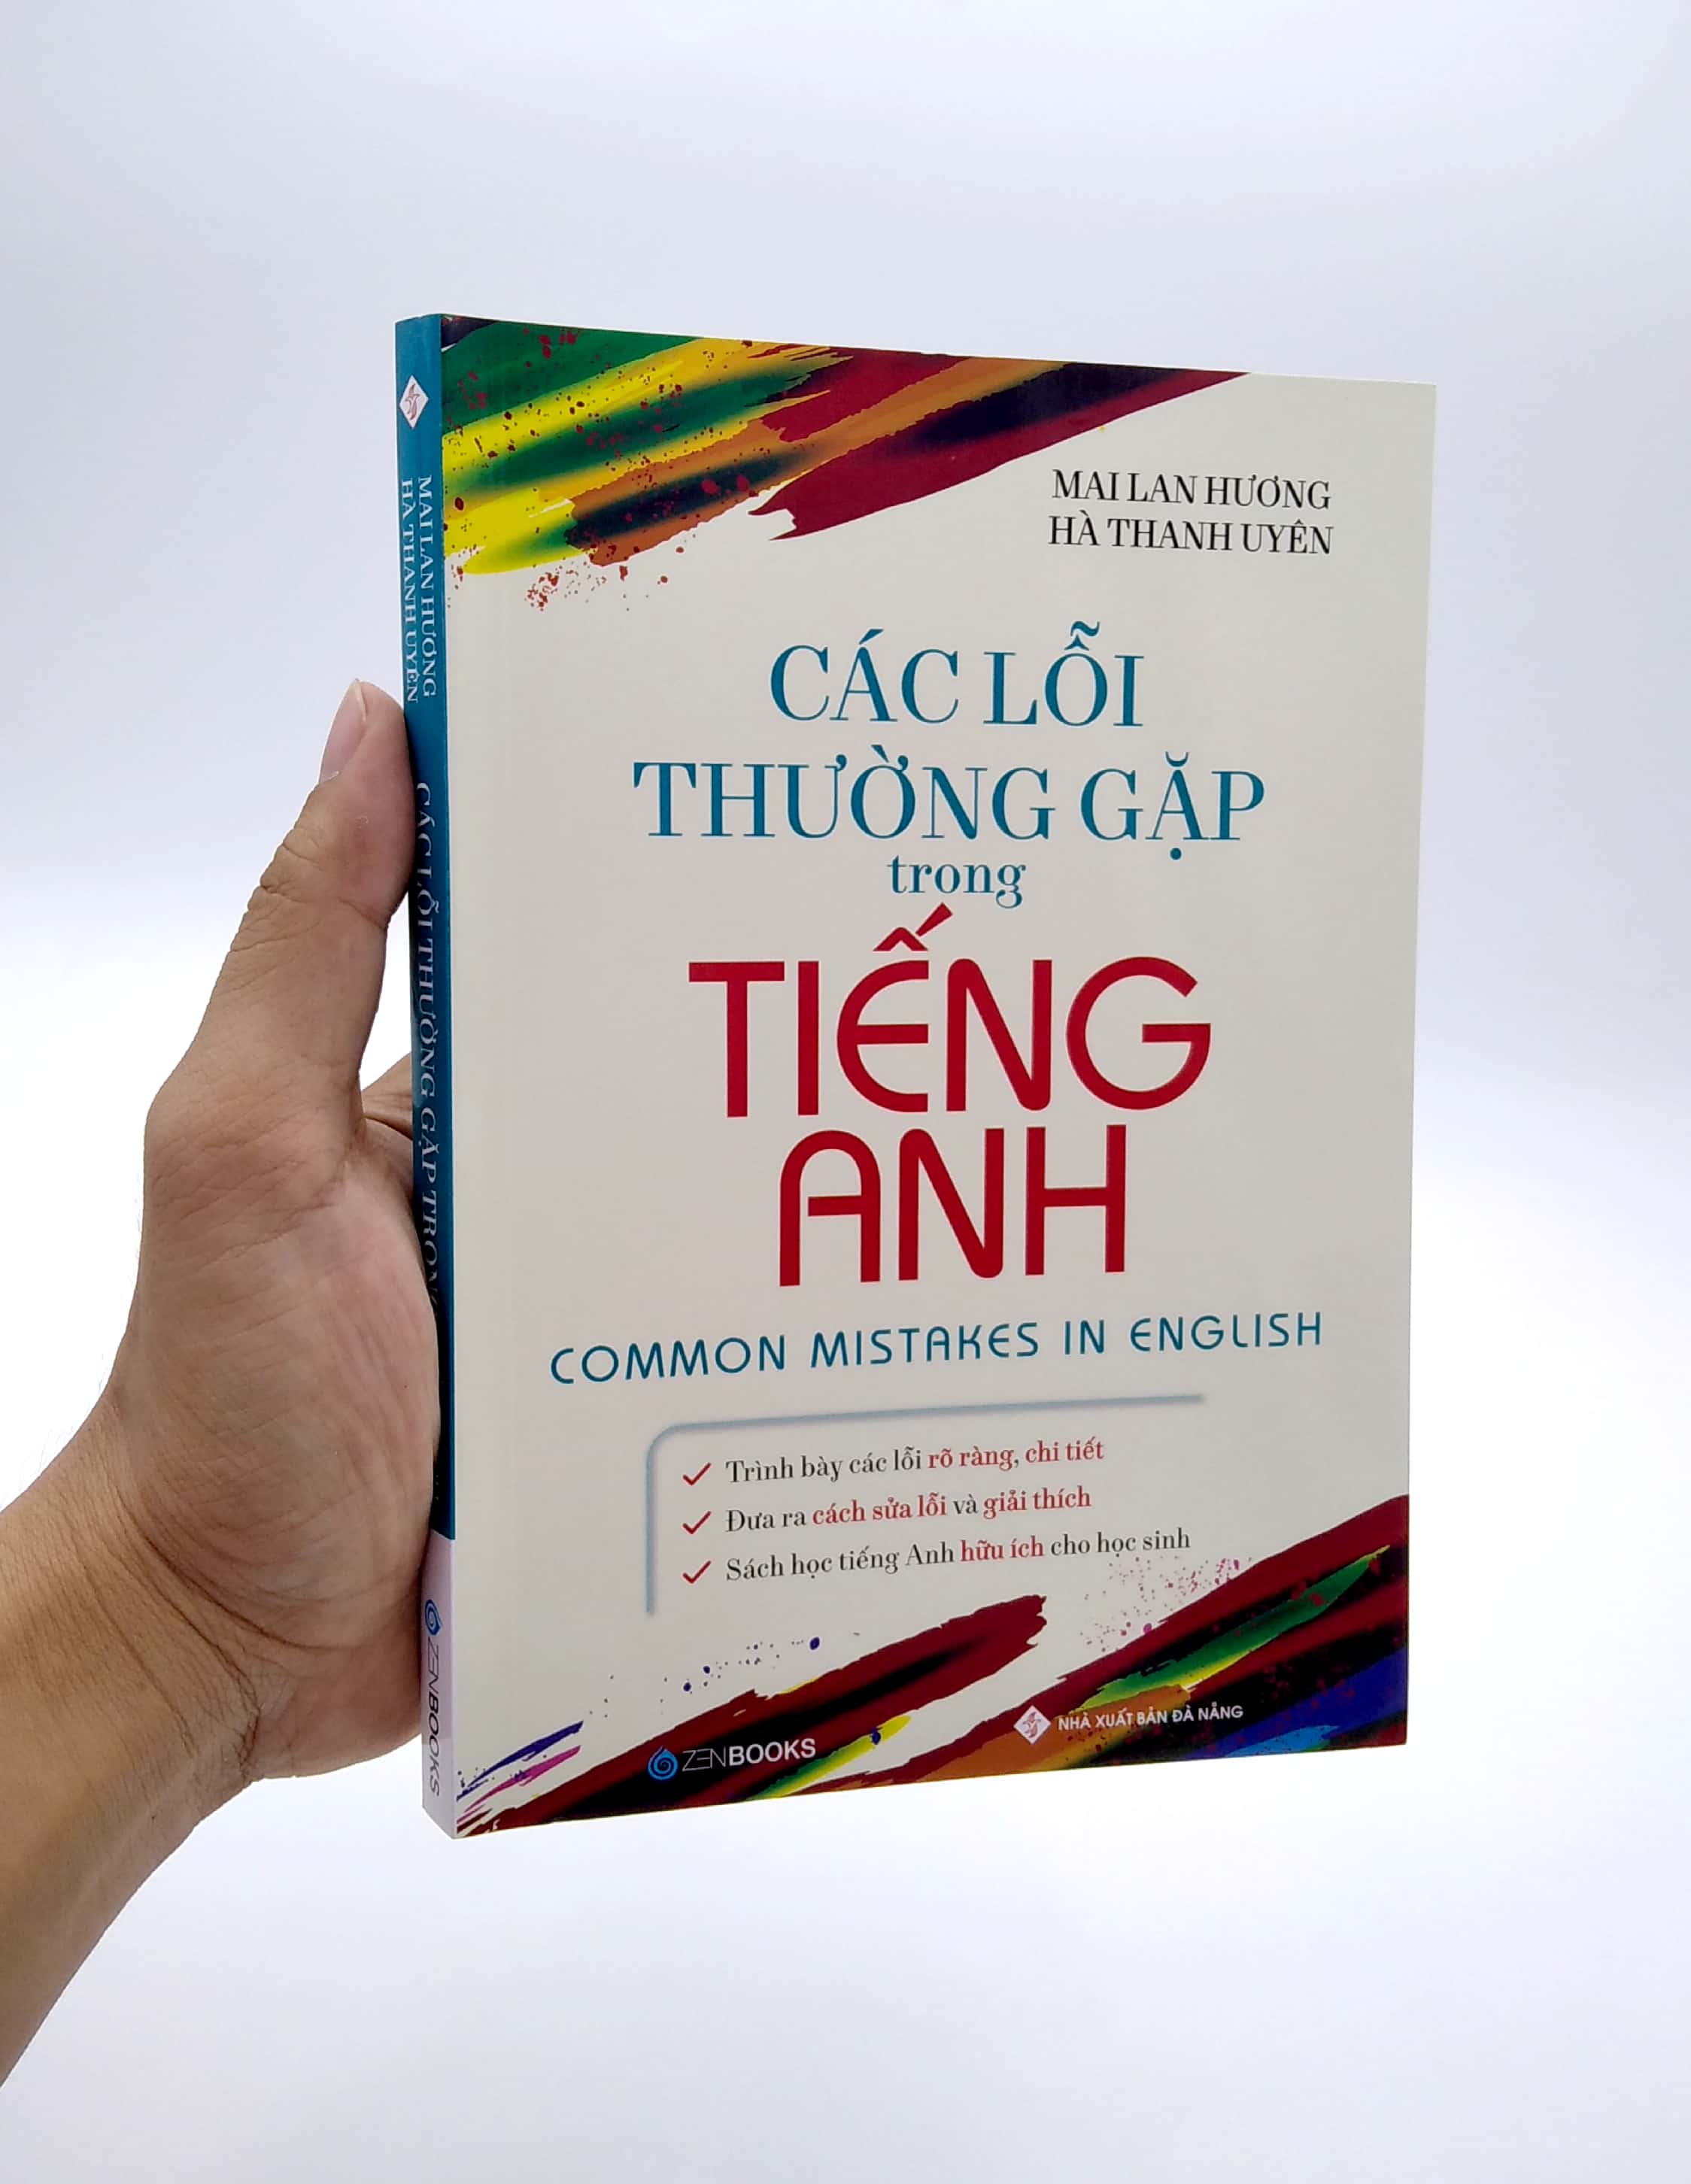 MAI LAN HƯƠNG
HÀ THANH UYÊN
CÁC LỖI
THƯỜNG GẶP
trong
TIẾNG
ANH
COMMON MISTAKES IN ENGLISH
Trình bày các lỗi rõ ràng, chi tiết
Đưa ra cách sửa lỗi và giải thích
Sách học tiếng Anh hữu ích cho học sinh
ZENBOOKS
NHÀ XUẤT BẢN ĐÀ NẴNG
MAI LAN HƯƠNG
HÀ THANH UYÊN
CÁC LỖI THƯỜNG GẶP TRONG
ZENBOOKS